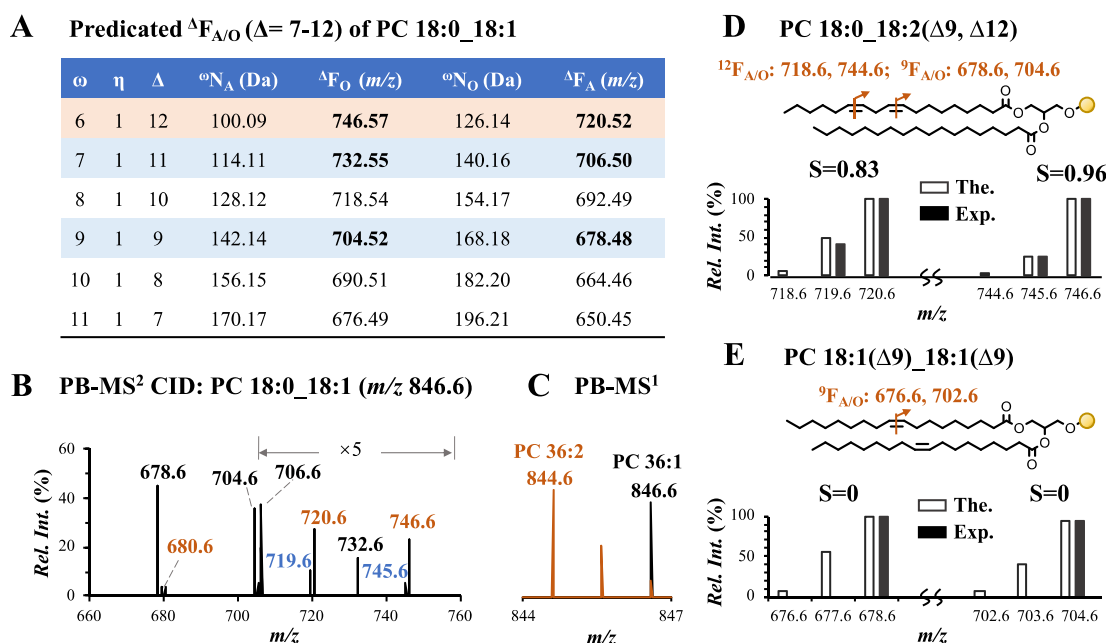 A Predicated ᐞF_A/O (Δ= 7-12) of PC 18:0_18:1
ω η Δ ᵚN_A (Da) ᐞF_O (m/z) ᵚN_O (Da) ᐞF_A (m/z)
6 1 12 100.09 746.57 126.14 720.52
7 1 11 114.11 732.55 140.16 706.50
8 1 10 128.12 718.54 154.17 692.49
9 1 9 142.14 704.52 168.18 678.48
10 1 8 156.15 690.51 182.20 664.46
11 1 7 170.17 676.49 196.21 650.45
B PB-MS² CID: PC 18:0_18:1 (m/z 846.6)
Rel. Int. (%)
60
40
20
0
×5
678.6
704.6
706.6
680.6
720.6
746.6
732.6
719.6
745.6
660 680 700 720 740 760
m/z
C PB-MS¹
PC 36:2
844.6
PC 36:1
846.6
844 847
m/z
D PC 18:0_18:2(Δ9, Δ12)
¹²F_A/O: 718.6, 744.6; ⁹F_A/O: 678.6, 704.6
O
O
O
O
O
S=0.83
S=0.96
The.
Exp.
Rel. Int. (%)
100
50
0
718.6 719.6 720.6 744.6 745.6 746.6
m/z
E PC 18:1(Δ9)_18:1(Δ9)
⁹F_A/O: 676.6, 702.6
O
O
O
O
O
S=0
S=0
The.
Exp.
Rel. Int. (%)
100
50
0
676.6 677.6 678.6 702.6 703.6 704.6
m/z